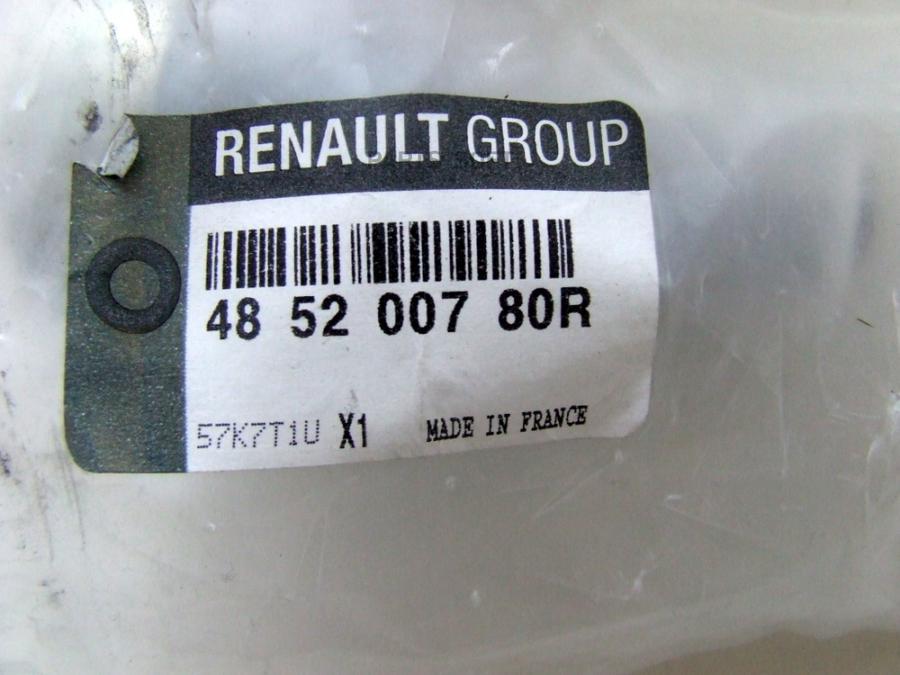 RENAULT GROUP
48 52 007 80R
57K7T1U X1 MADE IN FRANCE